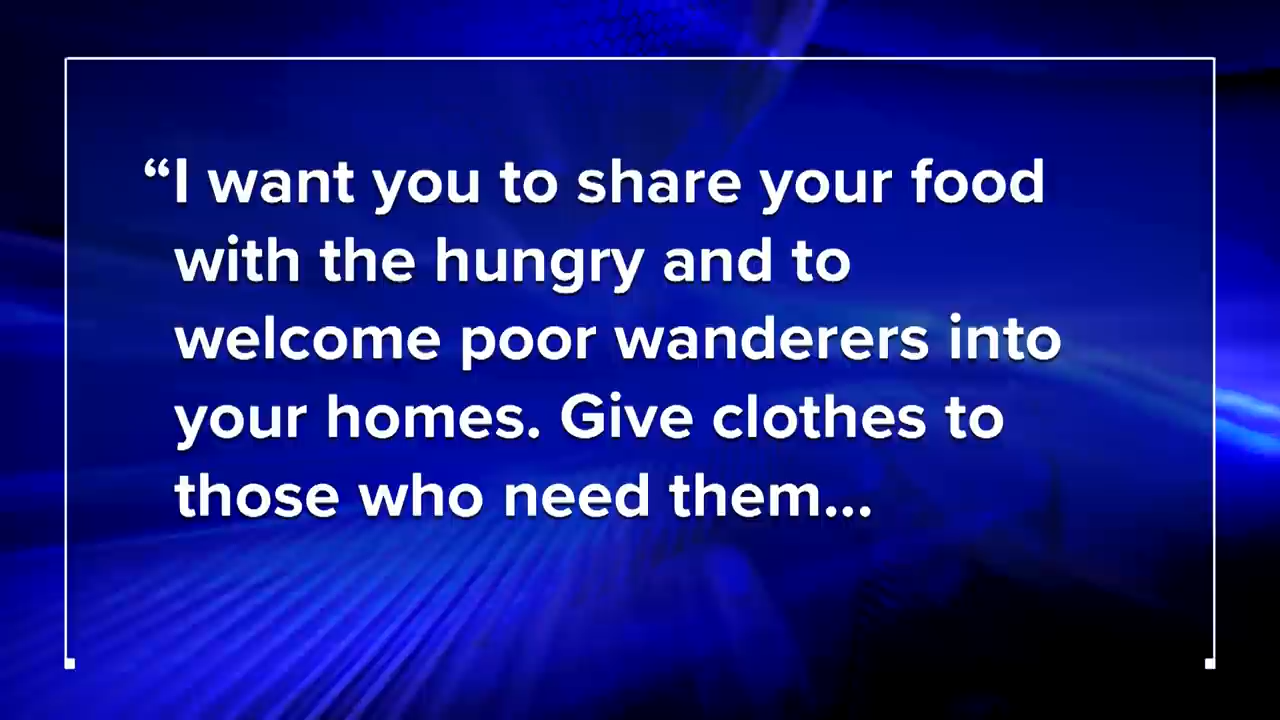 “I want you to share your food
with the hungry and to
welcome poor wanderers into
your homes. Give clothes to
those who need them...